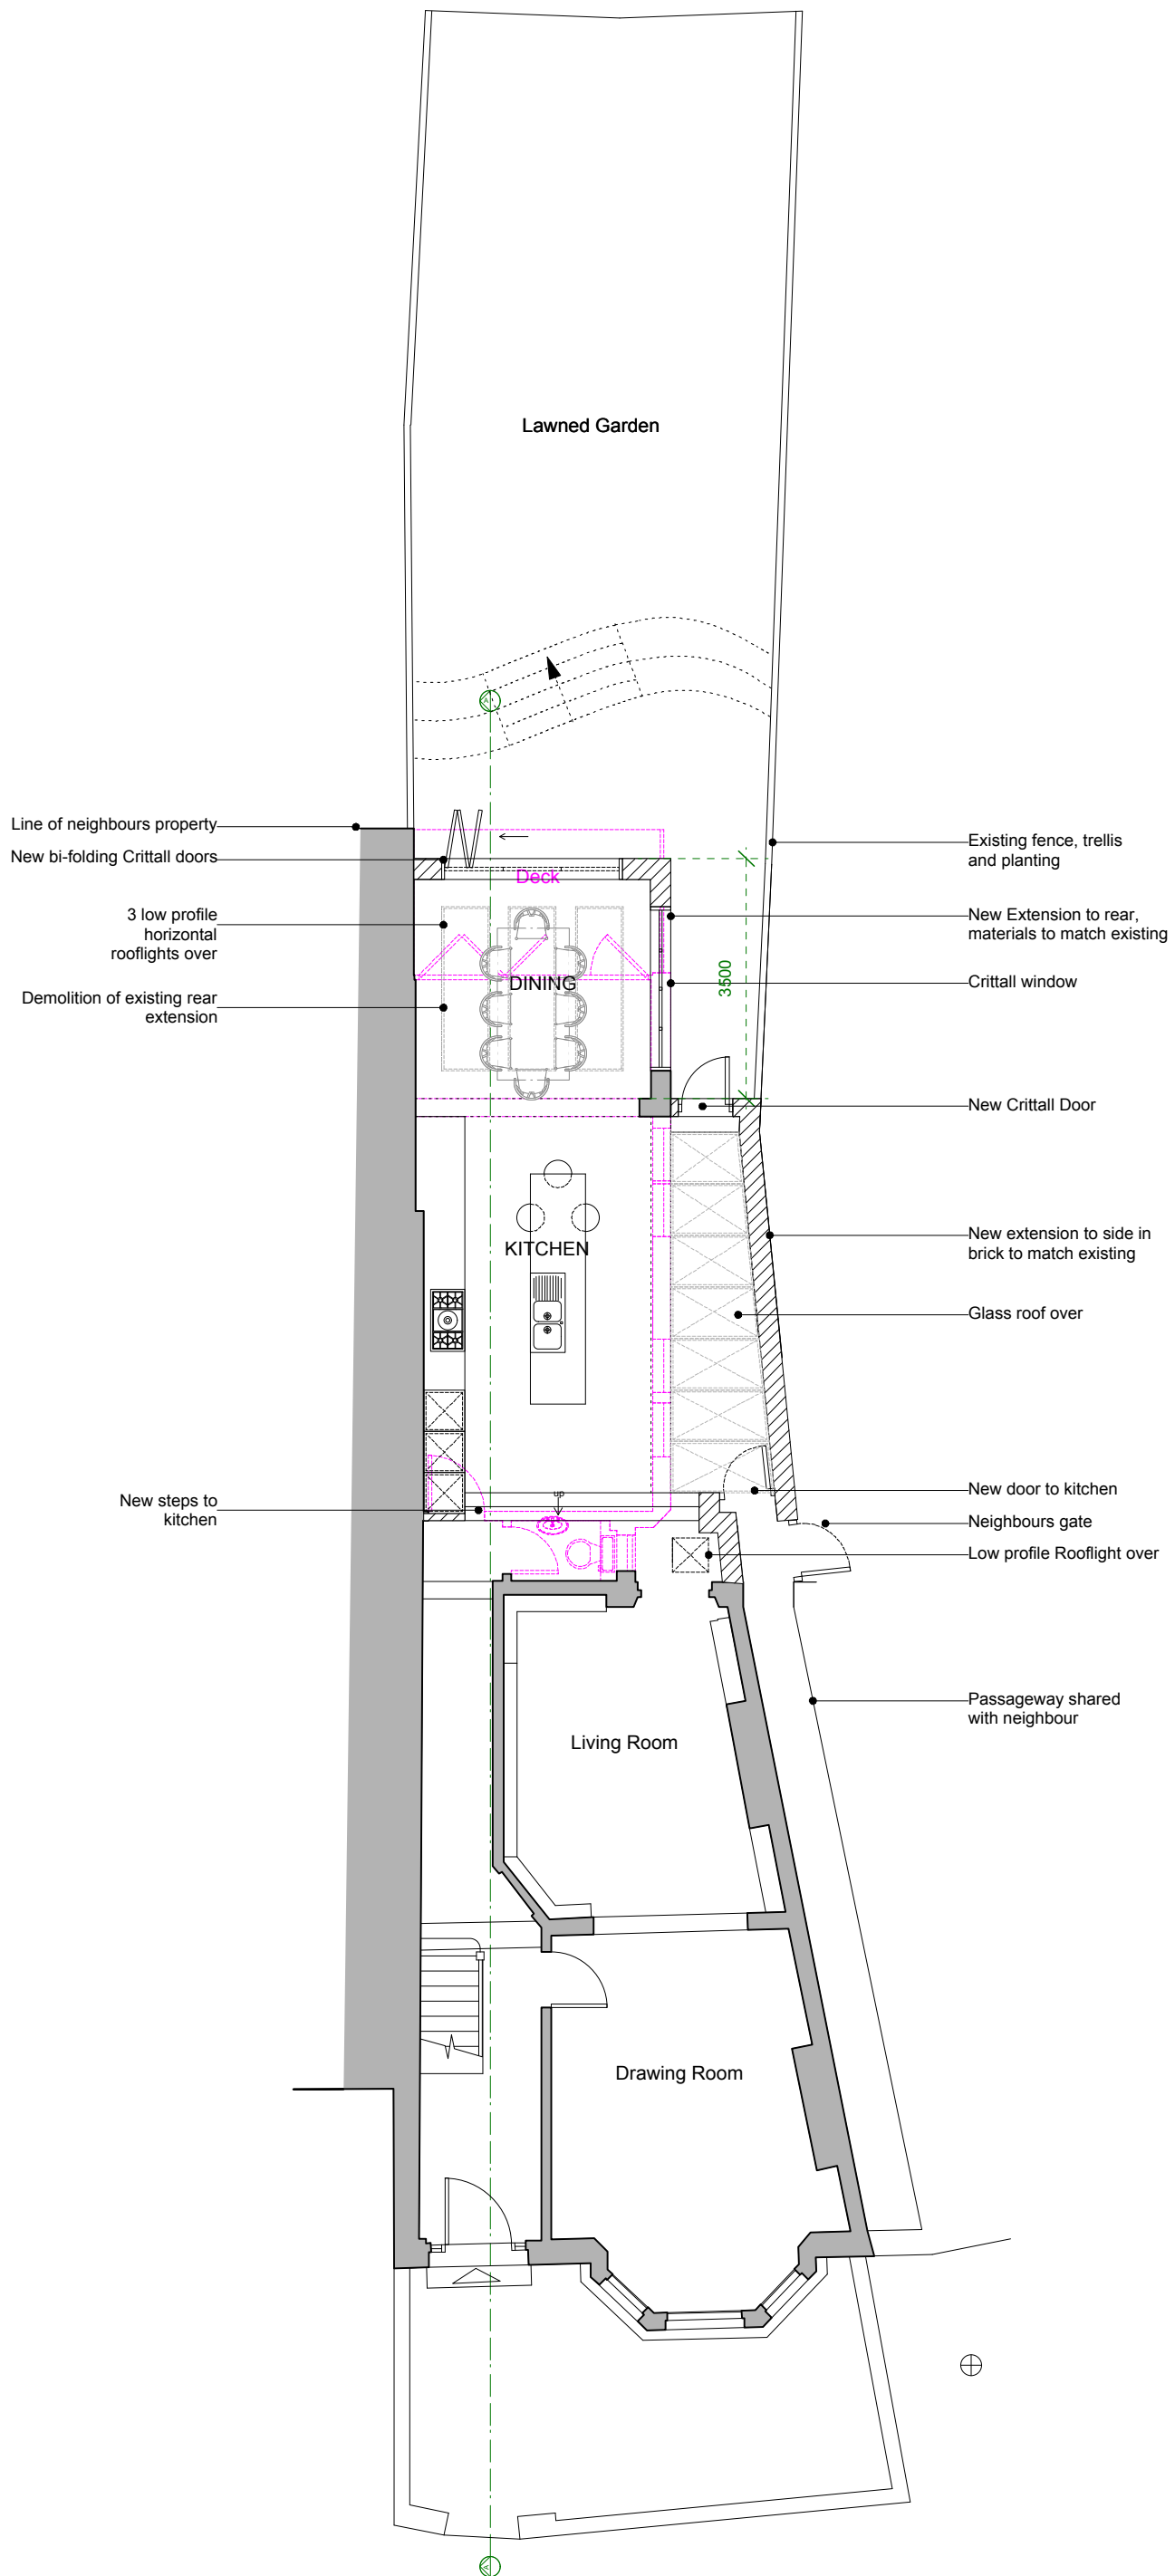 Lawned Garden
Line of neighbours property
New bi-folding Crittall doors
3 low profile
horizontal
rooflights over
Demolition of existing rear
extension
Deck
DINING
3500
Existing fence, trellis
and planting
New Extension to rear,
materials to match existing
Crittall window
New Crittall Door
KITCHEN
New extension to side in
brick to match existing
Glass roof over
New steps to
kitchen
up
New door to kitchen
Neighbours gate
Low profile Rooflight over
Passageway shared
with neighbour
Living Room
Drawing Room
A
A